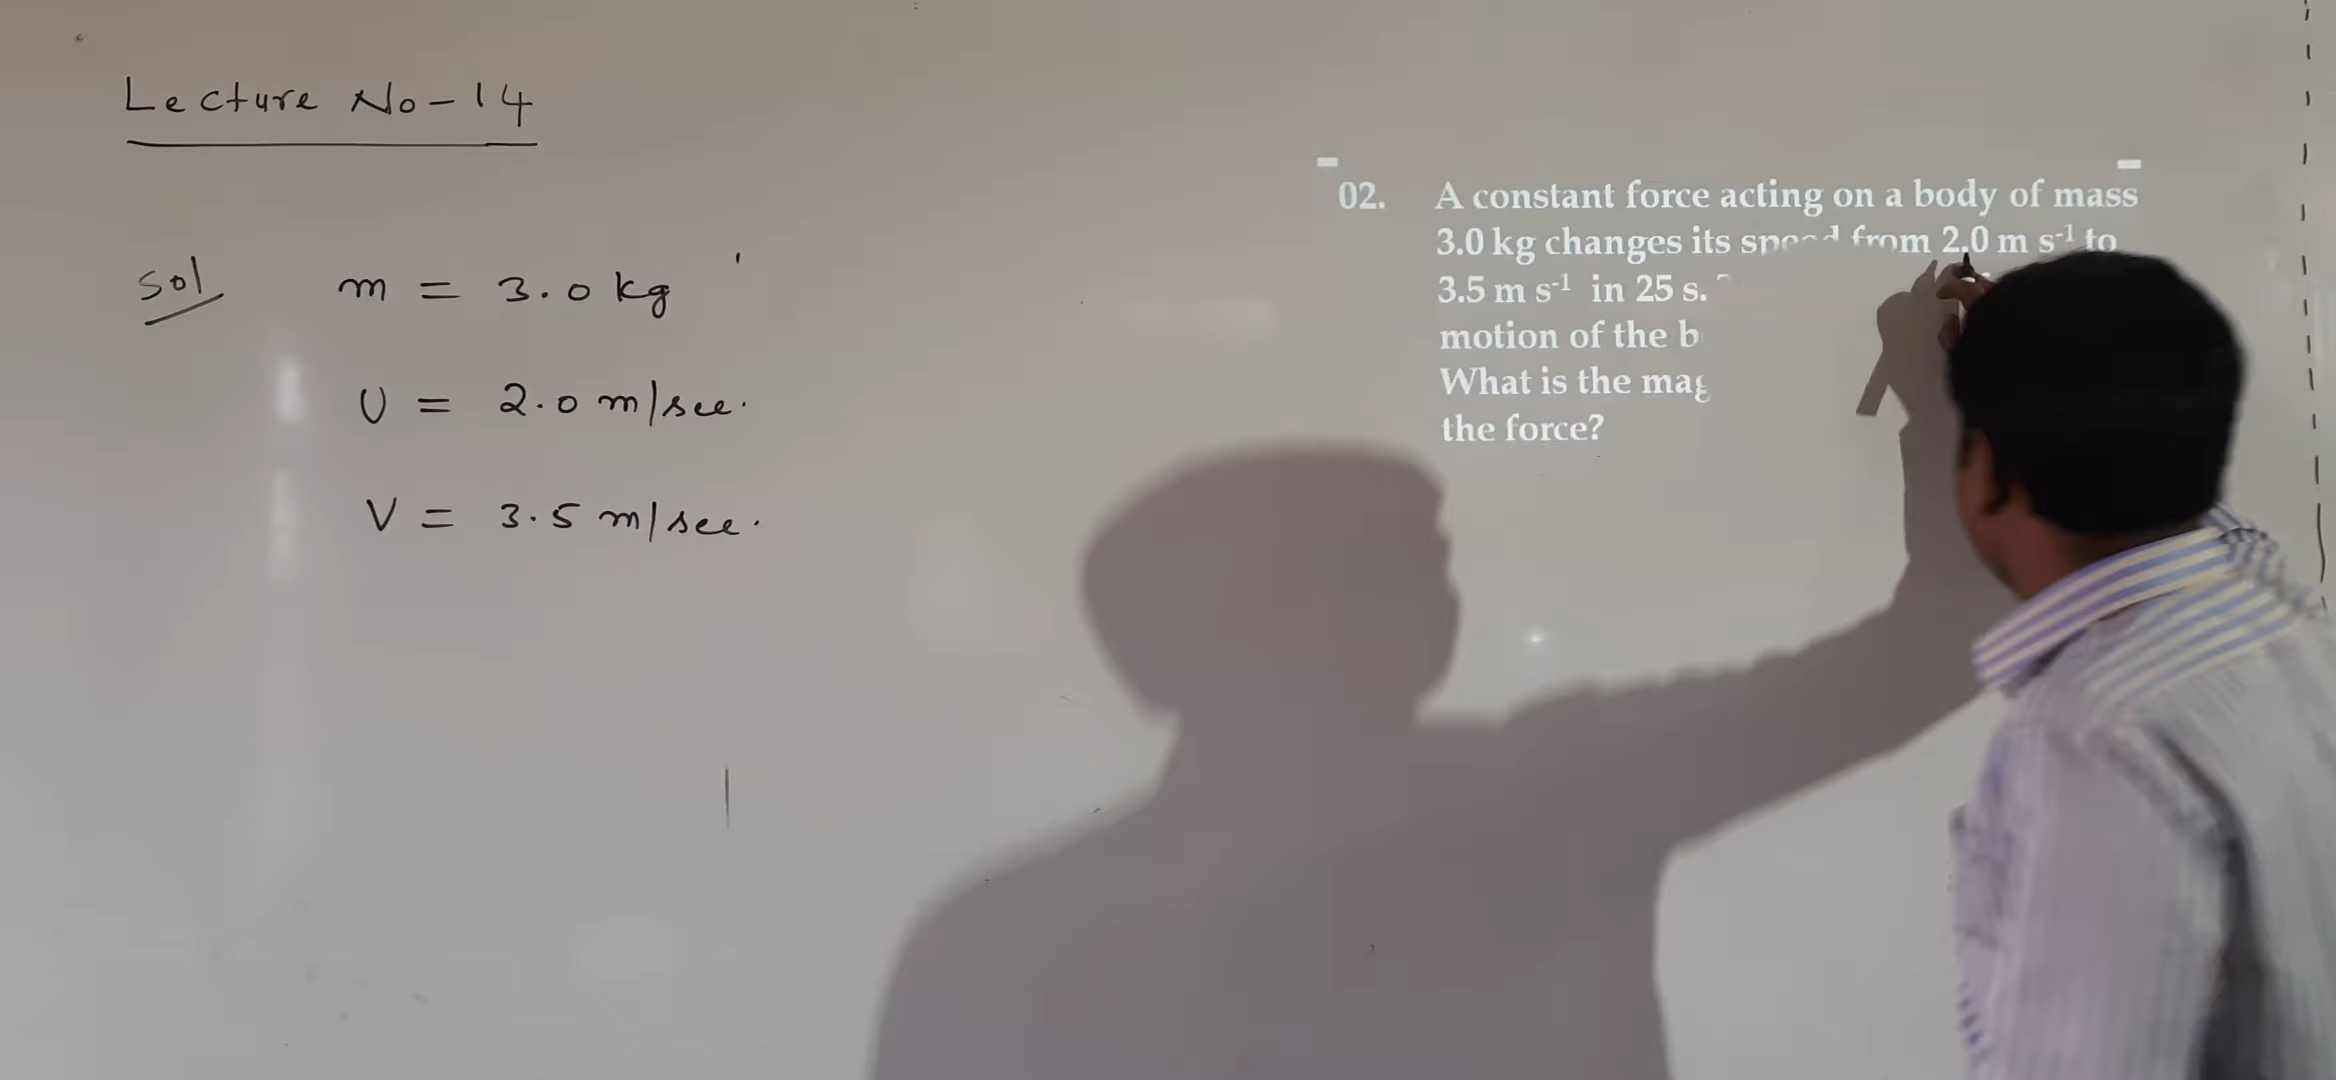 Lecture No-14
Sol
m = 3.0 kg
U = 2.0 m/sec.
V = 3.5 m/sec.
02. A constant force acting on a body of mass
3.0 kg changes its speed from 2.0 m s-1 to
3.5 m s-1 in 25 s.
motion of the b
What is the mag
the force?